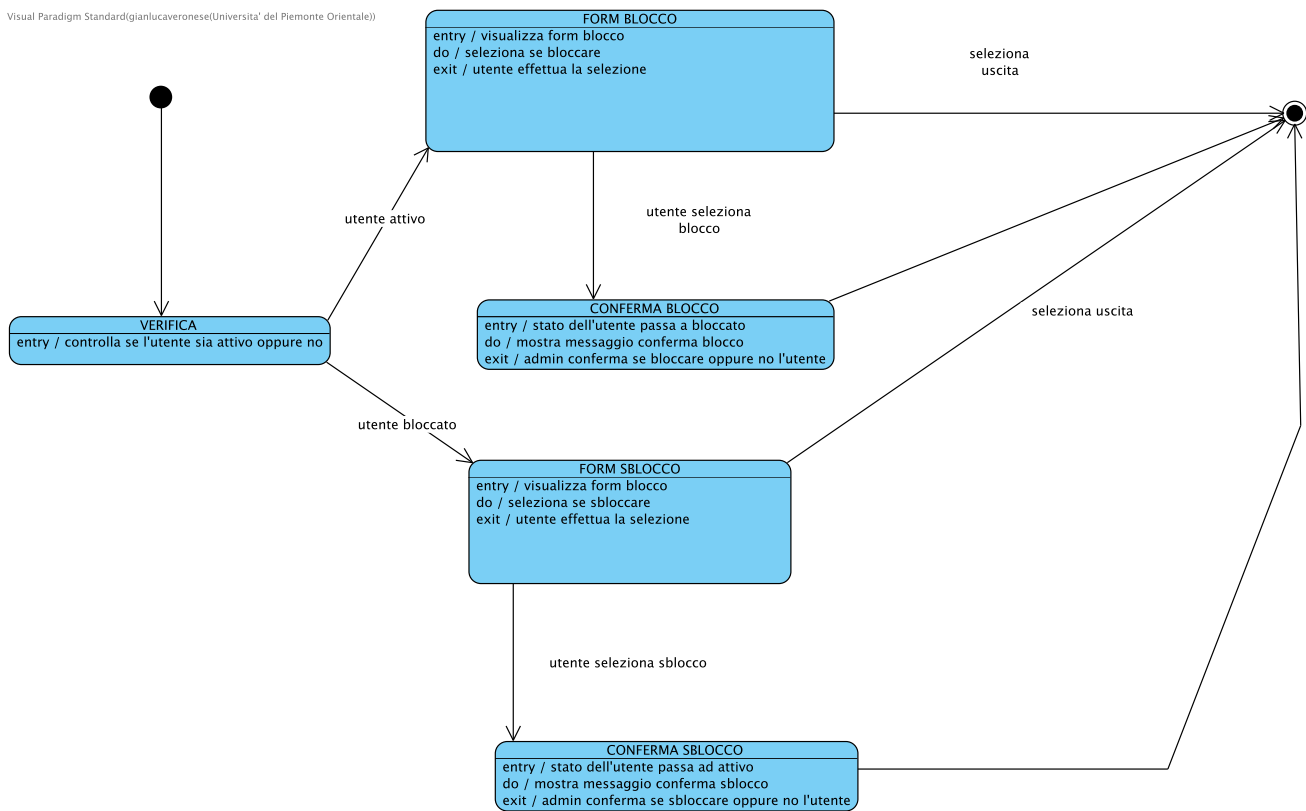 Visual Paradigm Standard(gianlucaveronese(Universita' del Piemonte Orientale))
FORM BLOCCO
entry / visualizza form blocco
do / seleziona se bloccare
exit / utente effettua la selezione
seleziona
uscita
utente attivo
utente seleziona
blocco
VERIFICA
entry / controlla se l'utente sia attivo oppure no
CONFERMA BLOCCO
entry / stato dell'utente passa a bloccato
do / mostra messaggio conferma blocco
exit / admin conferma se bloccare oppure no l'utente
seleziona uscita
utente bloccato
FORM SBLOCCO
entry / visualizza form blocco
do / seleziona se sbloccare
exit / utente effettua la selezione
utente seleziona sblocco
CONFERMA SBLOCCO
entry / stato dell'utente passa ad attivo
do / mostra messaggio conferma sblocco
exit / admin conferma se sbloccare oppure no l'utente